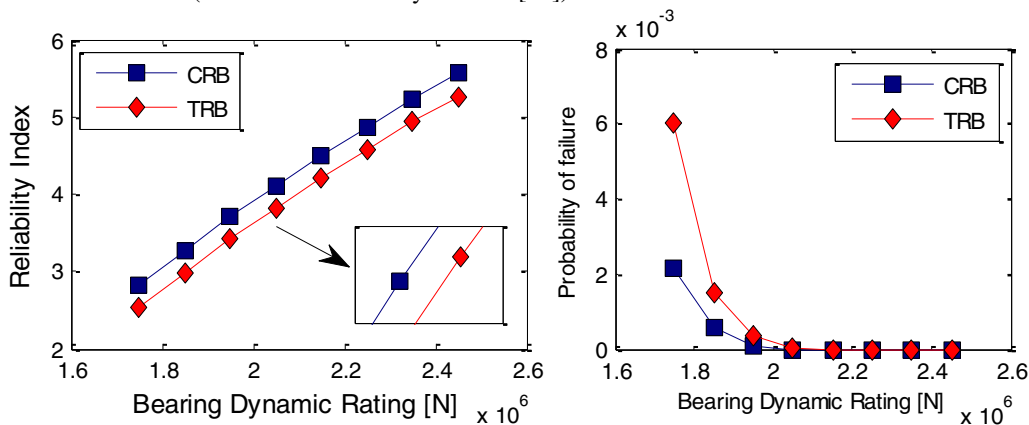 6
5
4
3
2
Reliability Index
CRB
TRB
1.6 1.8 2 2.2 2.4 2.6
Bearing Dynamic Rating [N]
x 10^6
x 10^-3
8
6
4
2
0
Probability of failure
CRB
TRB
1.6 1.8 2 2.2 2.4 2.6
Bearing Dynamic Rating [N]
x 10^6